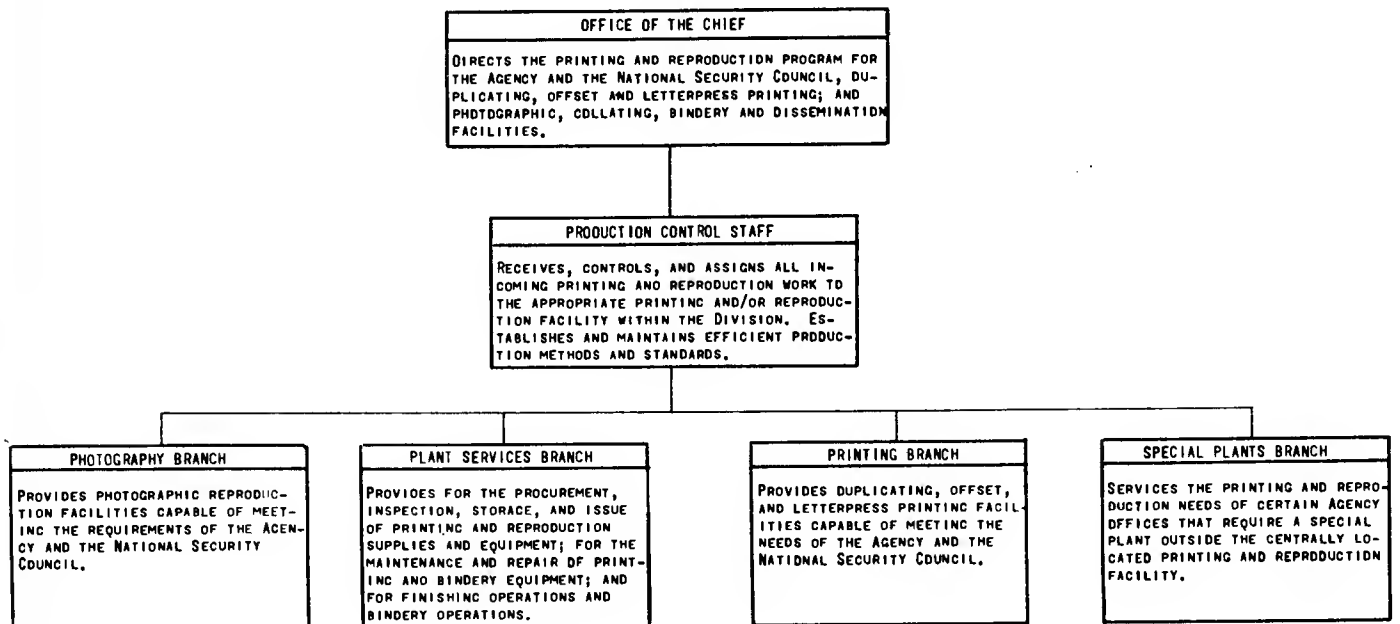 OFFICE OF THE CHIEF
DIRECTS THE PRINTING AND REPRODUCTION PROGRAM FOR
THE AGENCY AND THE NATIONAL SECURITY COUNCIL, DU-
PLICATING, OFFSET AND LETTERPRESS PRINTING; AND
PHOTOGRAPHIC, COLLATING, BINDERY AND DISSEMINATION
FACILITIES.
PRODUCTION CONTROL STAFF
RECEIVES, CONTROLS, AND ASSIGNS ALL IN-
COMING PRINTING AND REPRODUCTION WORK TO
THE APPROPRIATE PRINTING AND/OR REPRODUC-
TION FACILITY WITHIN THE DIVISION. ES-
TABLISHES AND MAINTAINS EFFICIENT PRODUC-
TION METHODS AND STANDARDS.
PHOTOGRAPHY BRANCH
PROVIDES PHOTOGRAPHIC REPRODUC-
TION FACILITIES CAPABLE OF MEET-
ING THE REQUIREMENTS OF THE AGEN-
CY AND THE NATIONAL SECURITY
COUNCIL.
PLANT SERVICES BRANCH
PROVIDES FOR THE PROCUREMENT,
INSPECTION, STORAGE, AND ISSUE
OF PRINTING AND REPRODUCTION
SUPPLIES AND EQUIPMENT; FOR THE
MAINTENANCE AND REPAIR OF PRINT-
ING AND BINDERY EQUIPMENT; AND
FOR FINISHING OPERATIONS AND
BINDERY OPERATIONS.
PRINTING BRANCH
PROVIDES DUPLICATING, OFFSET,
AND LETTERPRESS PRINTING FACIL-
ITIES CAPABLE OF MEETING THE
NEEDS OF THE AGENCY AND THE
NATIONAL SECURITY COUNCIL.
SPECIAL PLANTS BRANCH
SERVICES THE PRINTING AND REPRO-
DUCTION NEEDS OF CERTAIN AGENCY
OFFICES THAT REQUIRE A SPECIAL
PLANT OUTSIDE THE CENTRALLY LO-
CATED PRINTING AND REPRODUCTION
FACILITY.